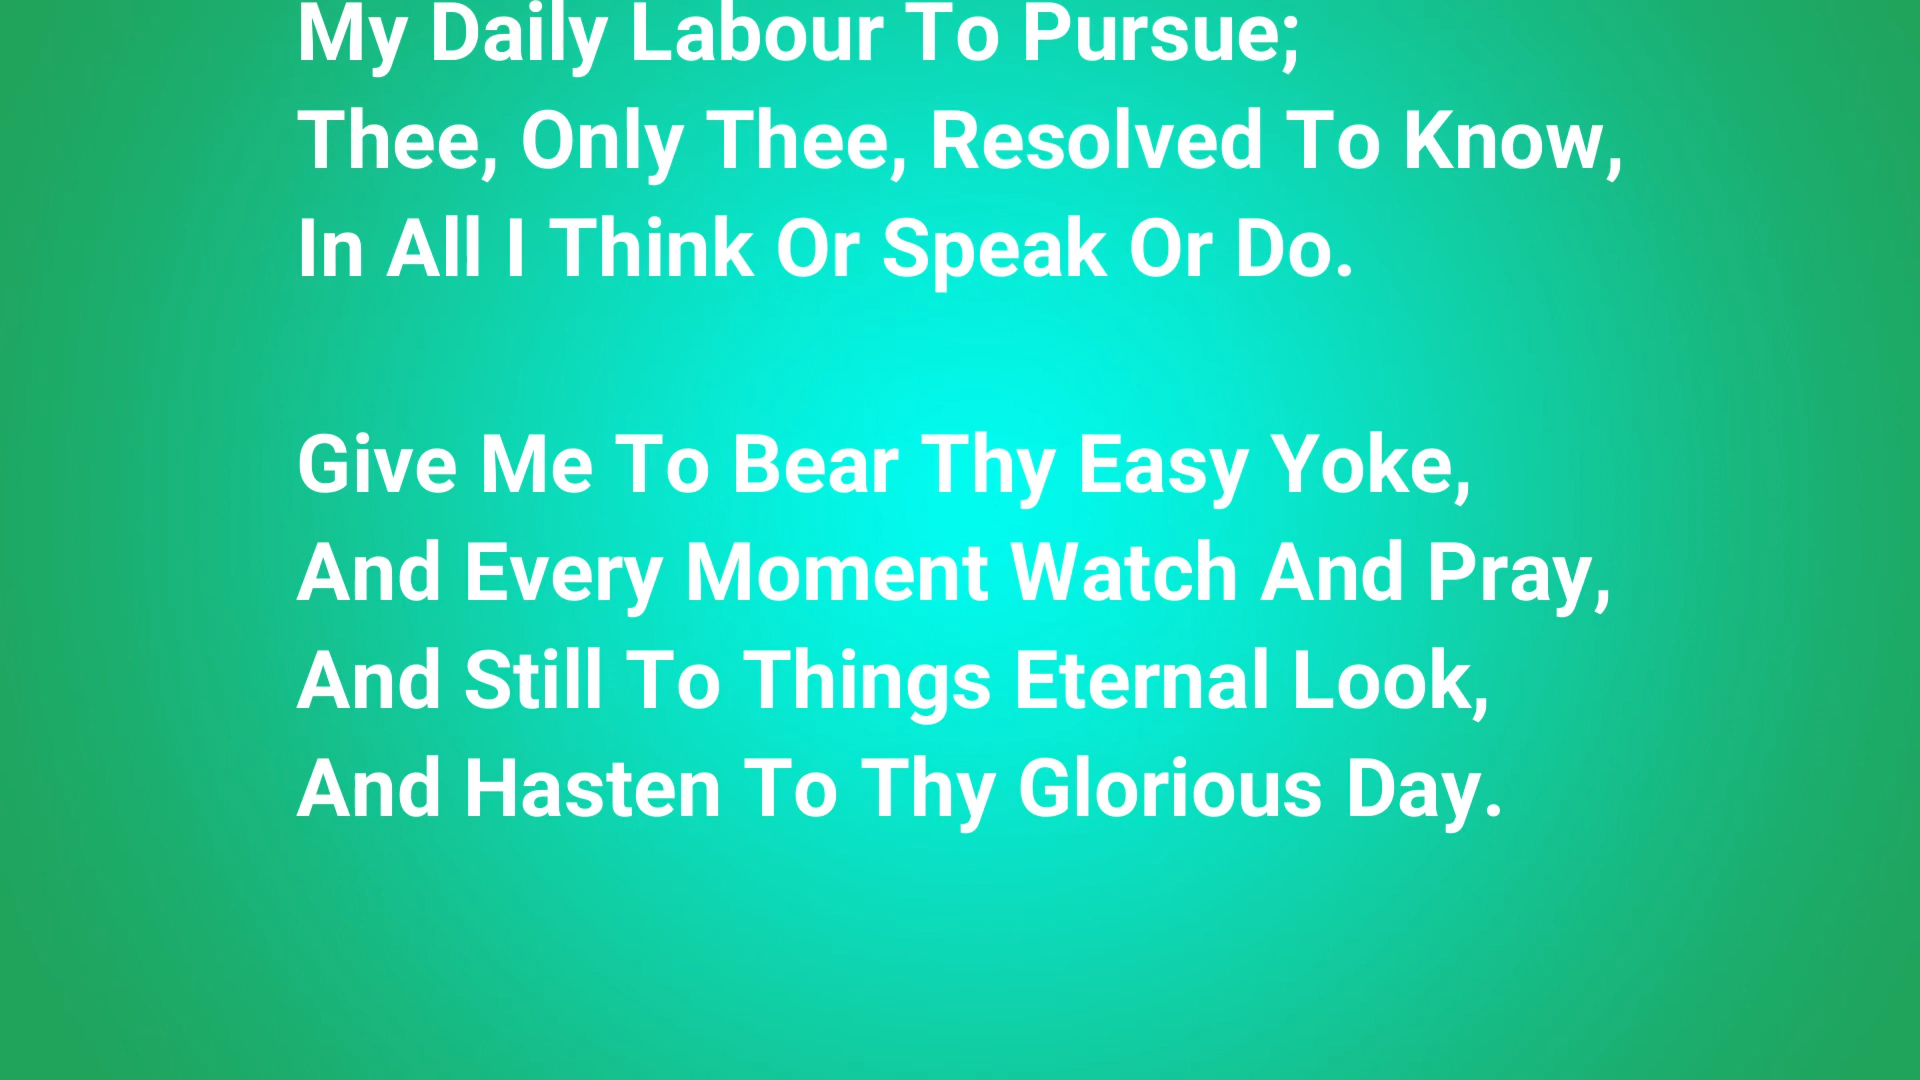 My Daily Labour To Pursue;
Thee, Only Thee, Resolved To Know,
In All I Think Or Speak Or Do.
Give Me To Bear Thy Easy Yoke,
And Every Moment Watch And Pray,
And Still To Things Eternal Look,
And Hasten To Thy Glorious Day.